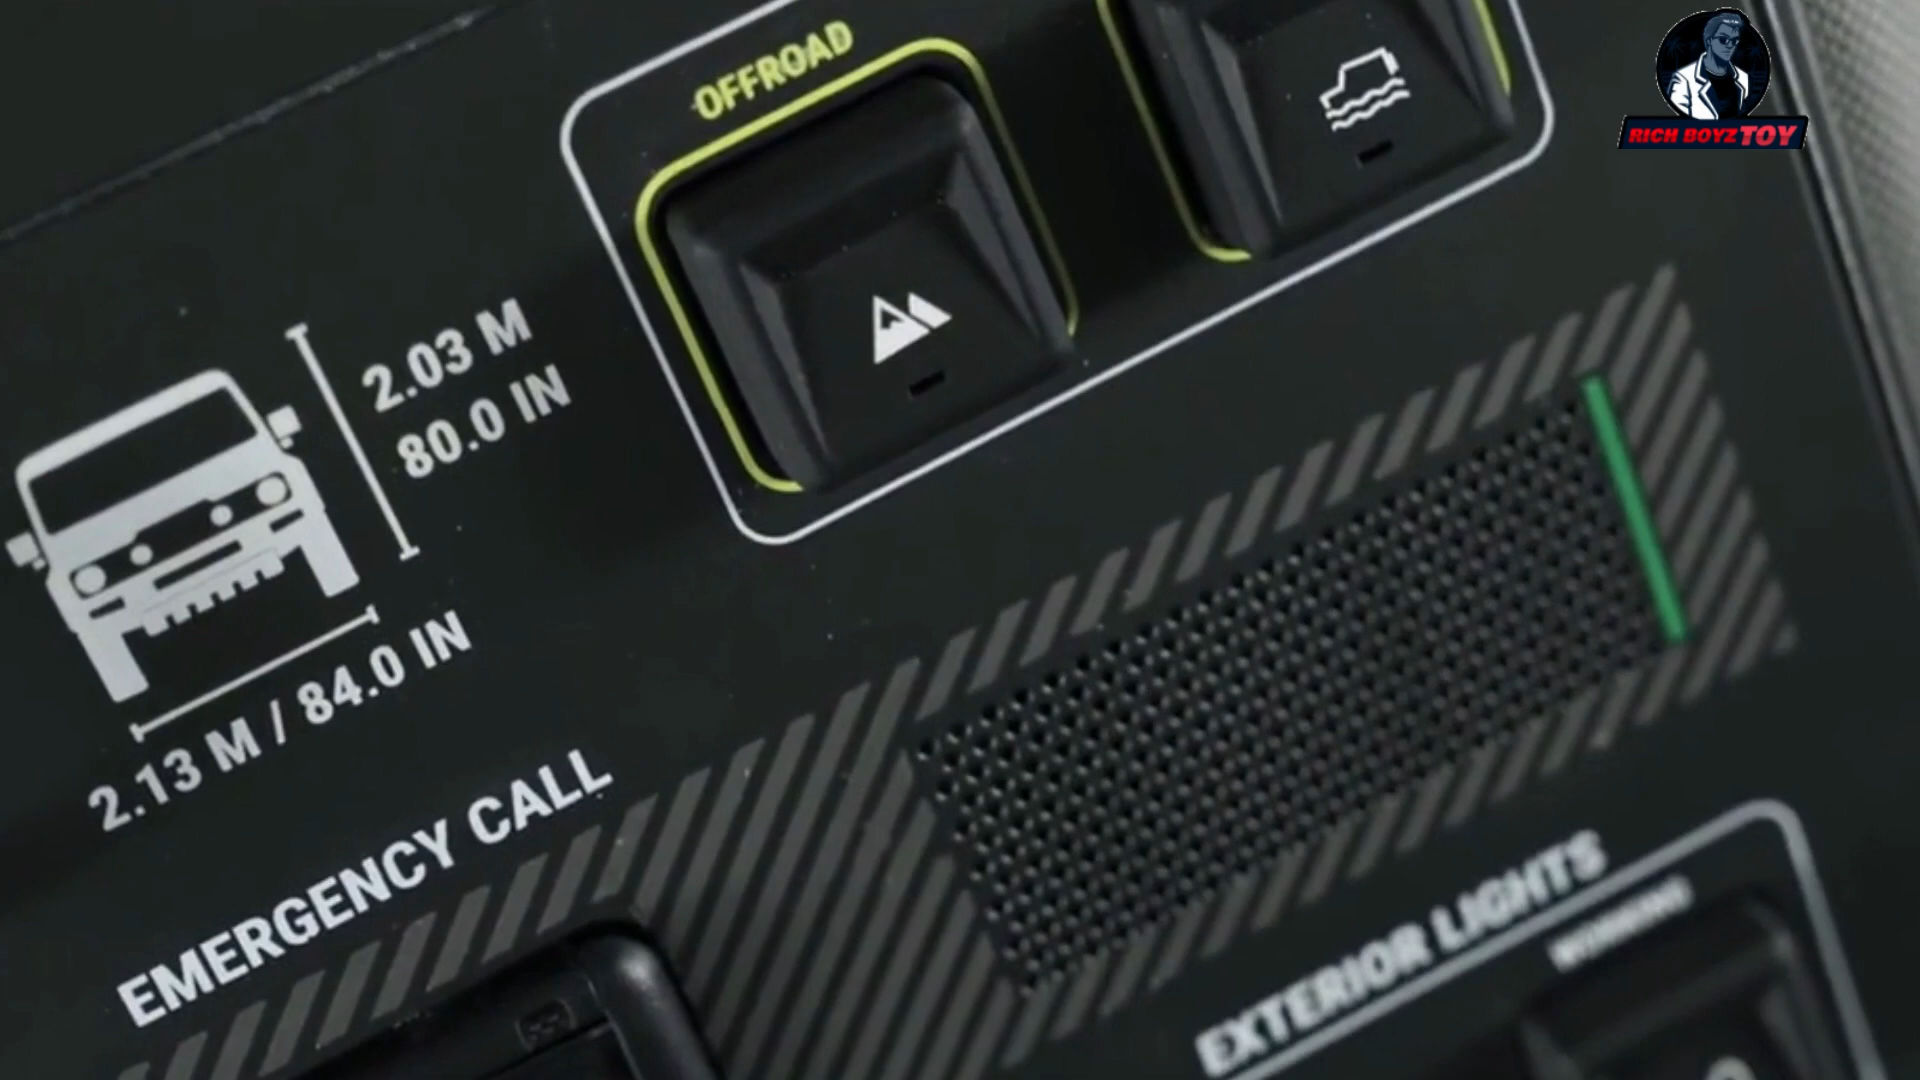 OFFROAD
RICH BOYZ TOY
2.03 M
80.0 IN
2.13 M / 84.0 IN
EMERGENCY CALL
EXTERIOR LIGHTS